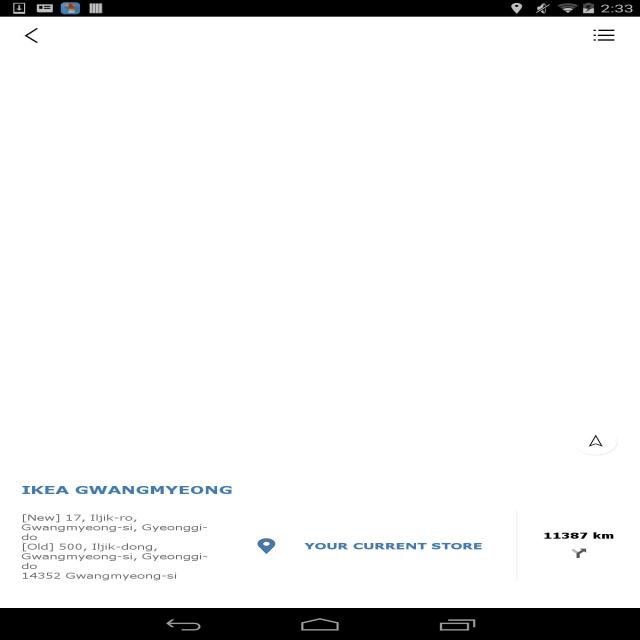 2:33
IKEA GWANGMYEONG
[New] 17, Iljik-ro,
Gwangmyeong-si, Gyeonggi-
do
[Old] 500, Iljik-dong,
Gwangmyeong-si, Gyeonggi-
do
14352 Gwangmyeong-si
YOUR CURRENT STORE
11387 km